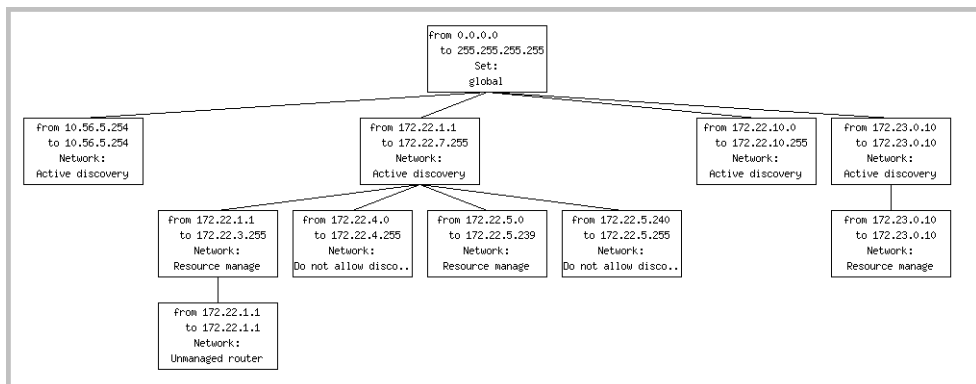 from 0.0.0.0
to 255.255.255.255
Set:
global
from 10.56.5.254
to 10.56.5.254
Network:
Active discovery
from 172.22.1.1
to 172.22.7.255
Network:
Active discovery
from 172.22.10.0
to 172.22.10.255
Network:
Active discovery
from 172.23.0.10
to 172.23.0.10
Network:
Active discovery
from 172.22.1.1
to 172.22.3.255
Network:
Resource manage
from 172.22.4.0
to 172.22.4.255
Network:
Do not allow disco..
from 172.22.5.0
to 172.22.5.239
Network:
Resource manage
from 172.22.5.240
to 172.22.5.255
Network:
Do not allow disco..
from 172.23.0.10
to 172.23.0.10
Network:
Resource manage
from 172.22.1.1
to 172.22.1.1
Network:
Unmanaged router